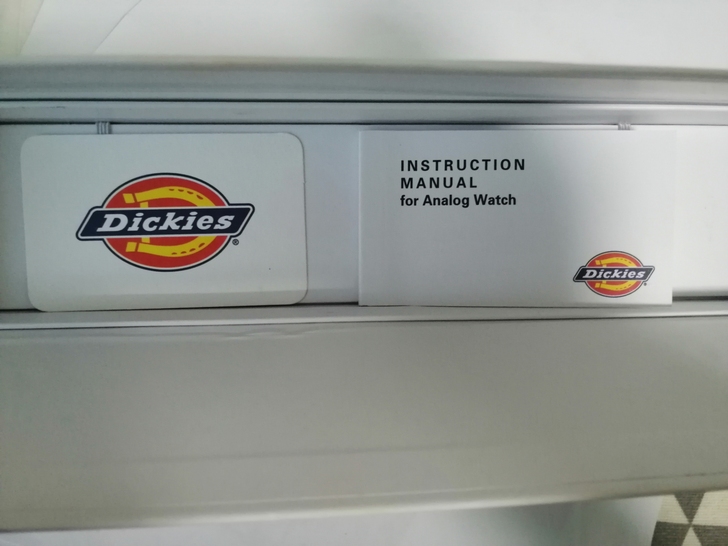 Dickies
®
INSTRUCTION
MANUAL
for Analog Watch
Dickies